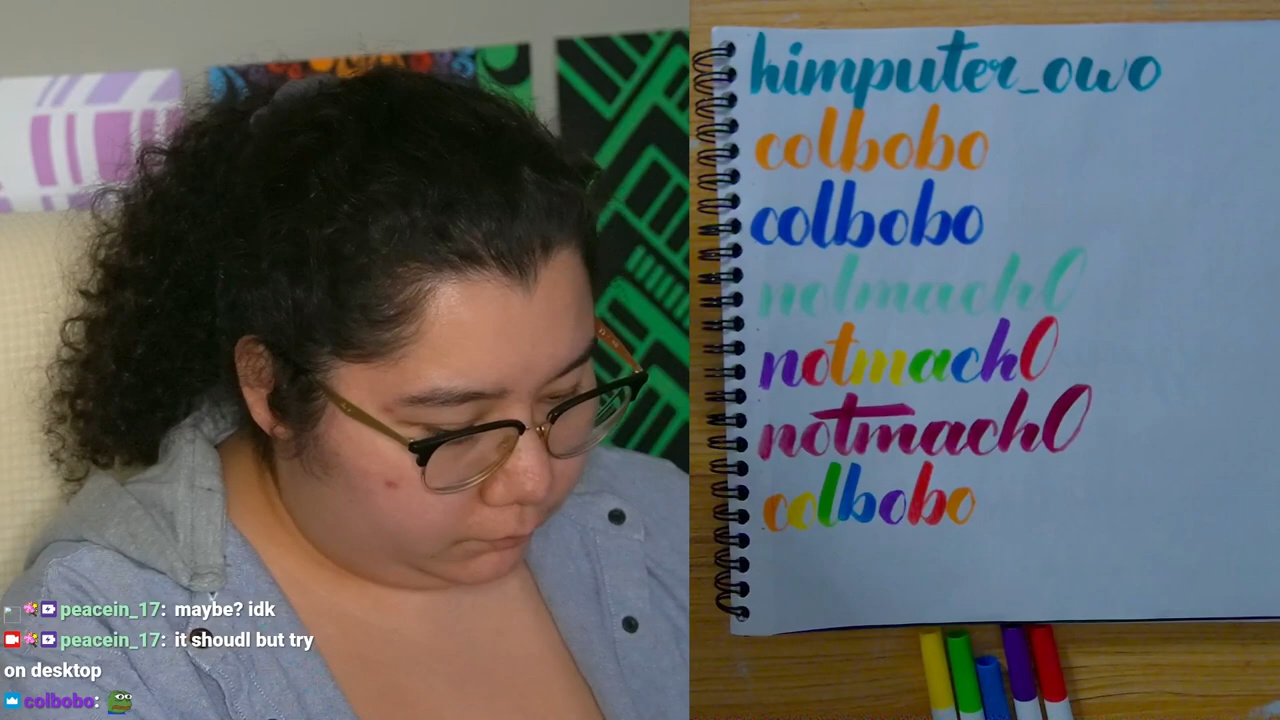 himputer_owo
colbobo
colbobo
notmach0
notmach0
notmach0
colbobo
peacein_17: maybe? idk
peacein_17: it shoudl but try
on desktop
colbobo: